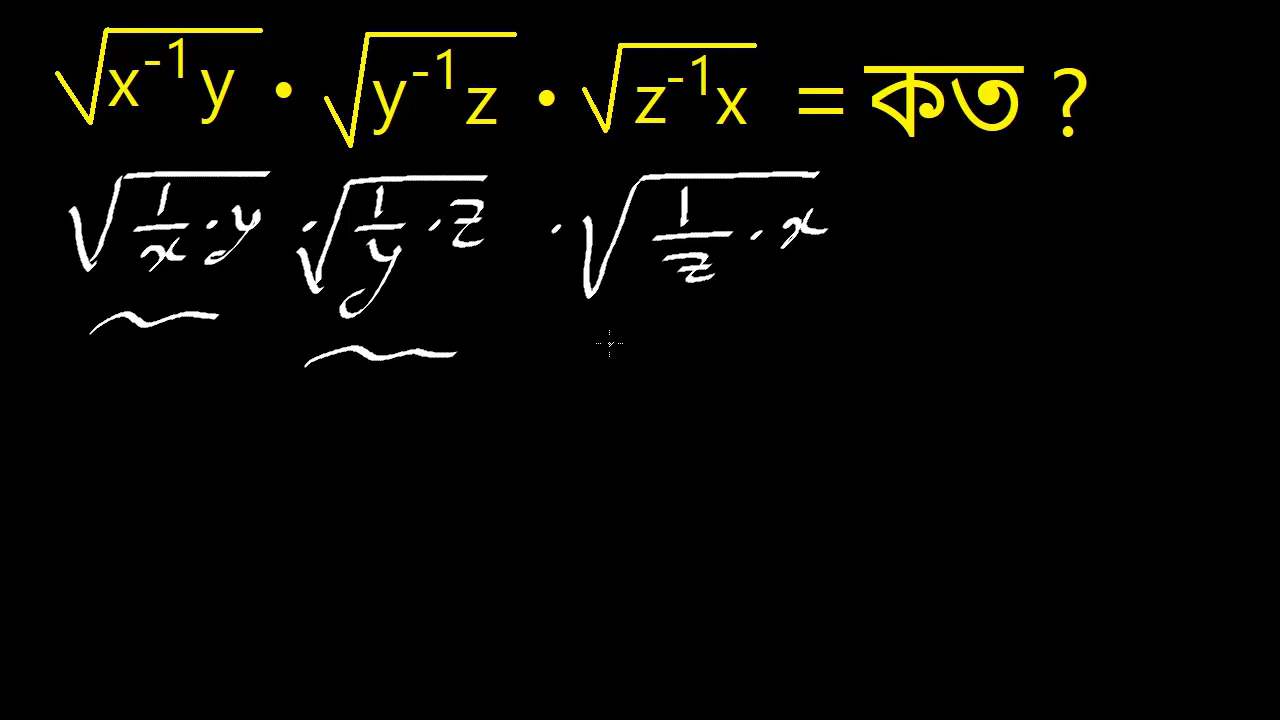 √(x⁻¹y) • √(y⁻¹z) • √(z⁻¹x) = কত ?
√(1/x · y) · √(1/y · z) · √(1/z · x)